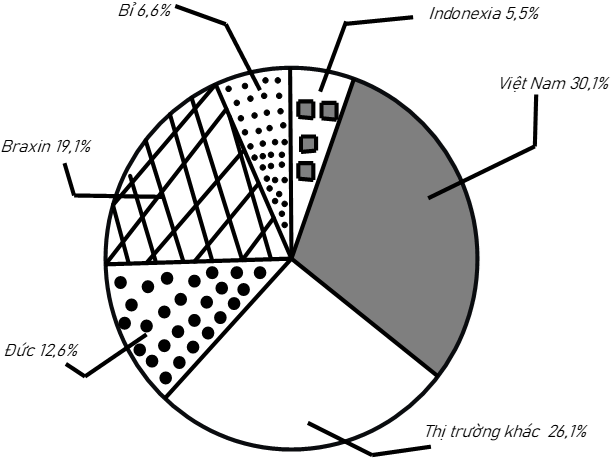 Bỉ 6,6%
Indonexia 5,5%
Việt Nam 30,1%
Braxin 19,1%
Đức 12,6%
Thị trường khác 26,1%